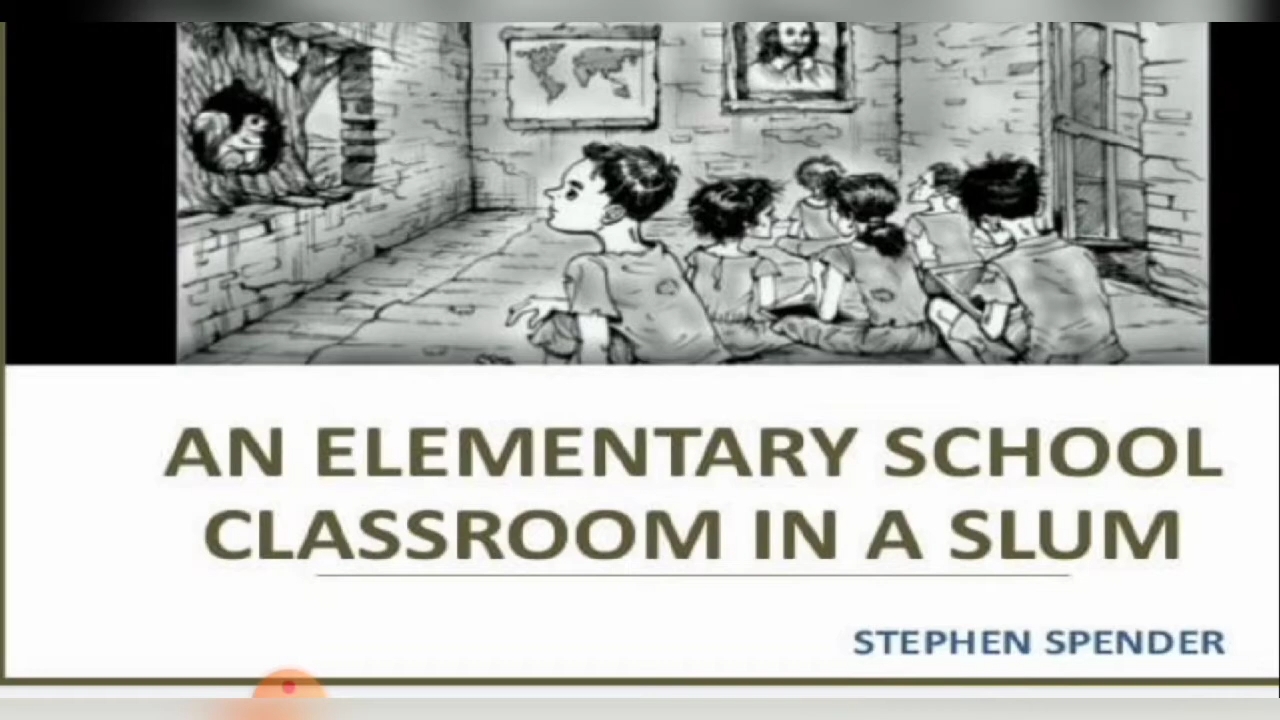 AN ELEMENTARY SCHOOL
CLASSROOM IN A SLUM
STEPHEN SPENDER